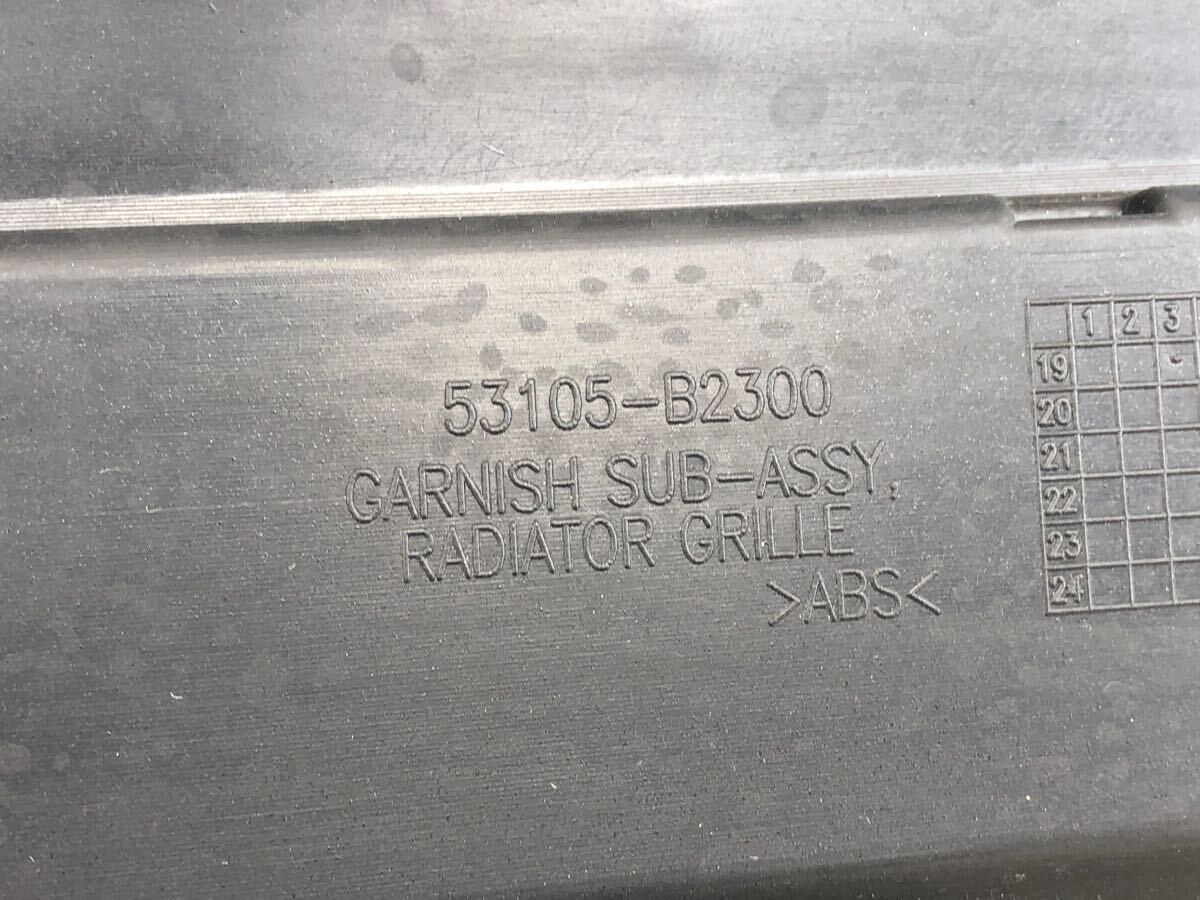 53105-B2300
GARNISH SUB-ASSY,
RADIATOR GRILLE
>ABS<
1 2 3
19
20
21
22
23
24